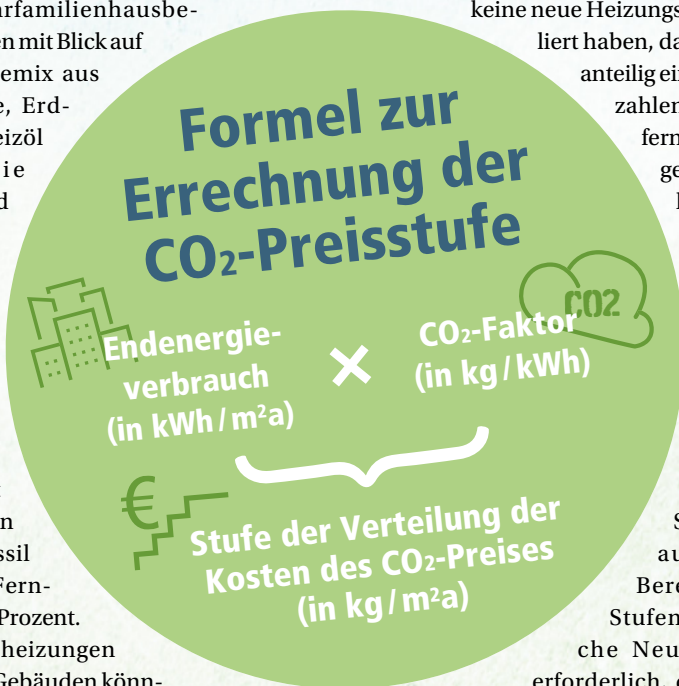 arfamilienhausbe-
en mit Blick auf
emix aus
e, Erd-
eizöl
ie
d
n
ssil
Fern-
Prozent.
heizungen
Gebäuden könn-
Formel zur
Errechnung der
CO₂-Preisstufe
CO2
Endenergie-
verbrauch
(in kWh / m²a)
×
CO₂-Faktor
(in kg / kWh)
€
Stufe der Verteilung der
Kosten des CO₂-Preises
(in kg / m²a)
keine neue Heizungs
liert haben, da
anteilig ei
zahlen
fern
ge
S
au
Bere
Stufen
che Neu
erforderlich,